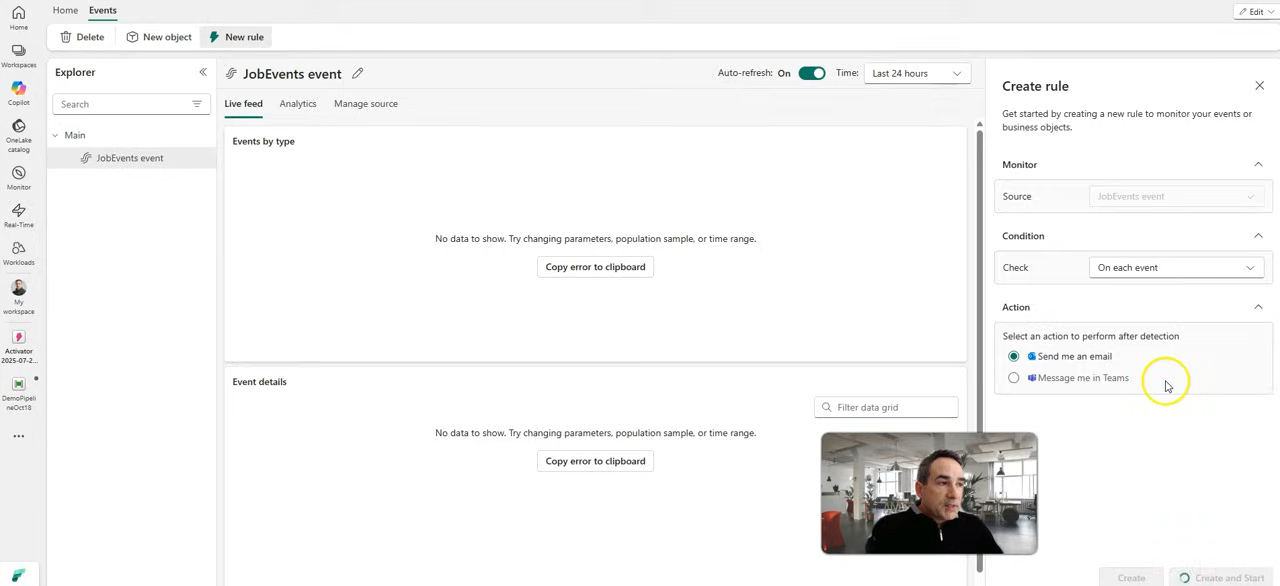 Home
Events
Edit
Delete
New object
New rule
Home
Workspaces
Copilot
OneLake
catalog
Monitor
Real-Time
Workloads
My
workspace
Activator
2025-07-2...
DemoPipeli
neOct18
Explorer
Search
Main
JobEvents event
JobEvents event
Auto-refresh: On
Time:
Last 24 hours
Live feed
Analytics
Manage source
Events by type
No data to show. Try changing parameters, population sample, or time range.
Copy error to clipboard
Event details
Filter data grid
No data to show. Try changing parameters, population sample, or time range.
Copy error to clipboard
Create rule
Get started by creating a new rule to monitor your events or
business objects.
Monitor
Source
JobEvents event
Condition
Check
On each event
Action
Select an action to perform after detection
Send me an email
Message me in Teams
Create
Create and Start